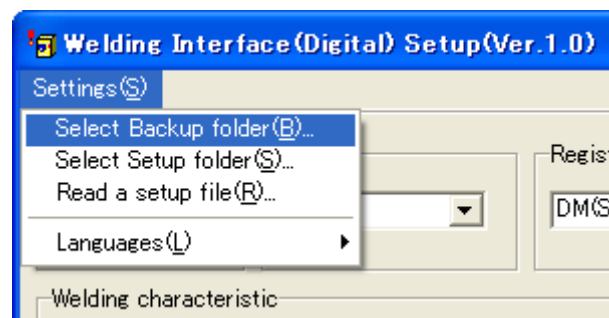 Welding Interface(Digital) Setup(Ver.1.0)
Settings(S)
Select Backup folder(B)...
Select Setup folder(S)...
Read a setup file(R)...
Languages(L)
Regist
DM(S
Welding characteristic